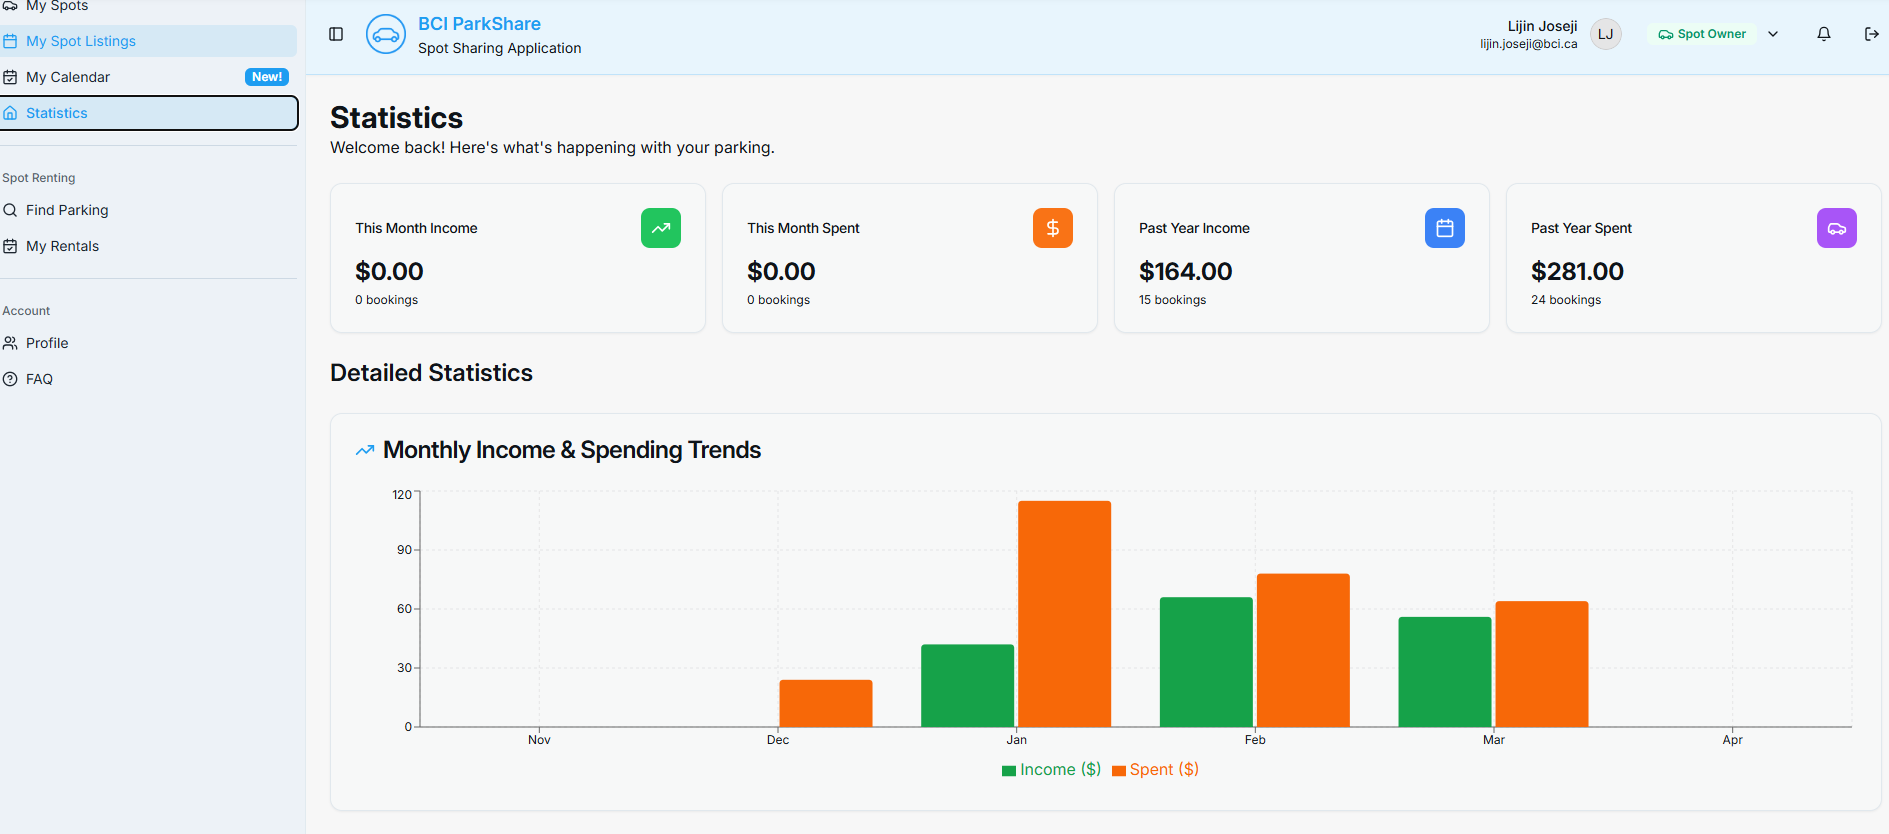 My Spots
My Spot Listings
My Calendar New!
Statistics
Spot Renting
Find Parking
My Rentals
Account
Profile
FAQ
BCI ParkShare
Spot Sharing Application
Lijin Joseji
lijin.joseji@bci.ca
LJ
Spot Owner
Statistics
Welcome back! Here's what's happening with your parking.
This Month Income
$0.00
0 bookings
This Month Spent
$0.00
0 bookings
Past Year Income
$164.00
15 bookings
Past Year Spent
$281.00
24 bookings
Detailed Statistics
Monthly Income & Spending Trends
120
90
60
30
0
Nov Dec Jan Feb Mar Apr
Income ($) Spent ($)